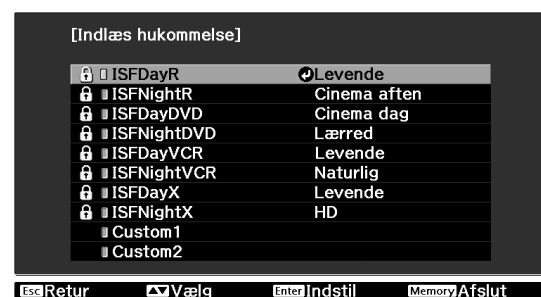 [Indlæs hukommelse]
ISFDayR Levende
ISFNightR Cinema aften
ISFDayDVD Cinema dag
ISFNightDVD Lærred
ISFDayVCR Levende
ISFNightVCR Naturlig
ISFDayX Levende
ISFNightX HD
Custom1
Custom2
Esc Retur Vælg Enter Indstil Memory Afslut